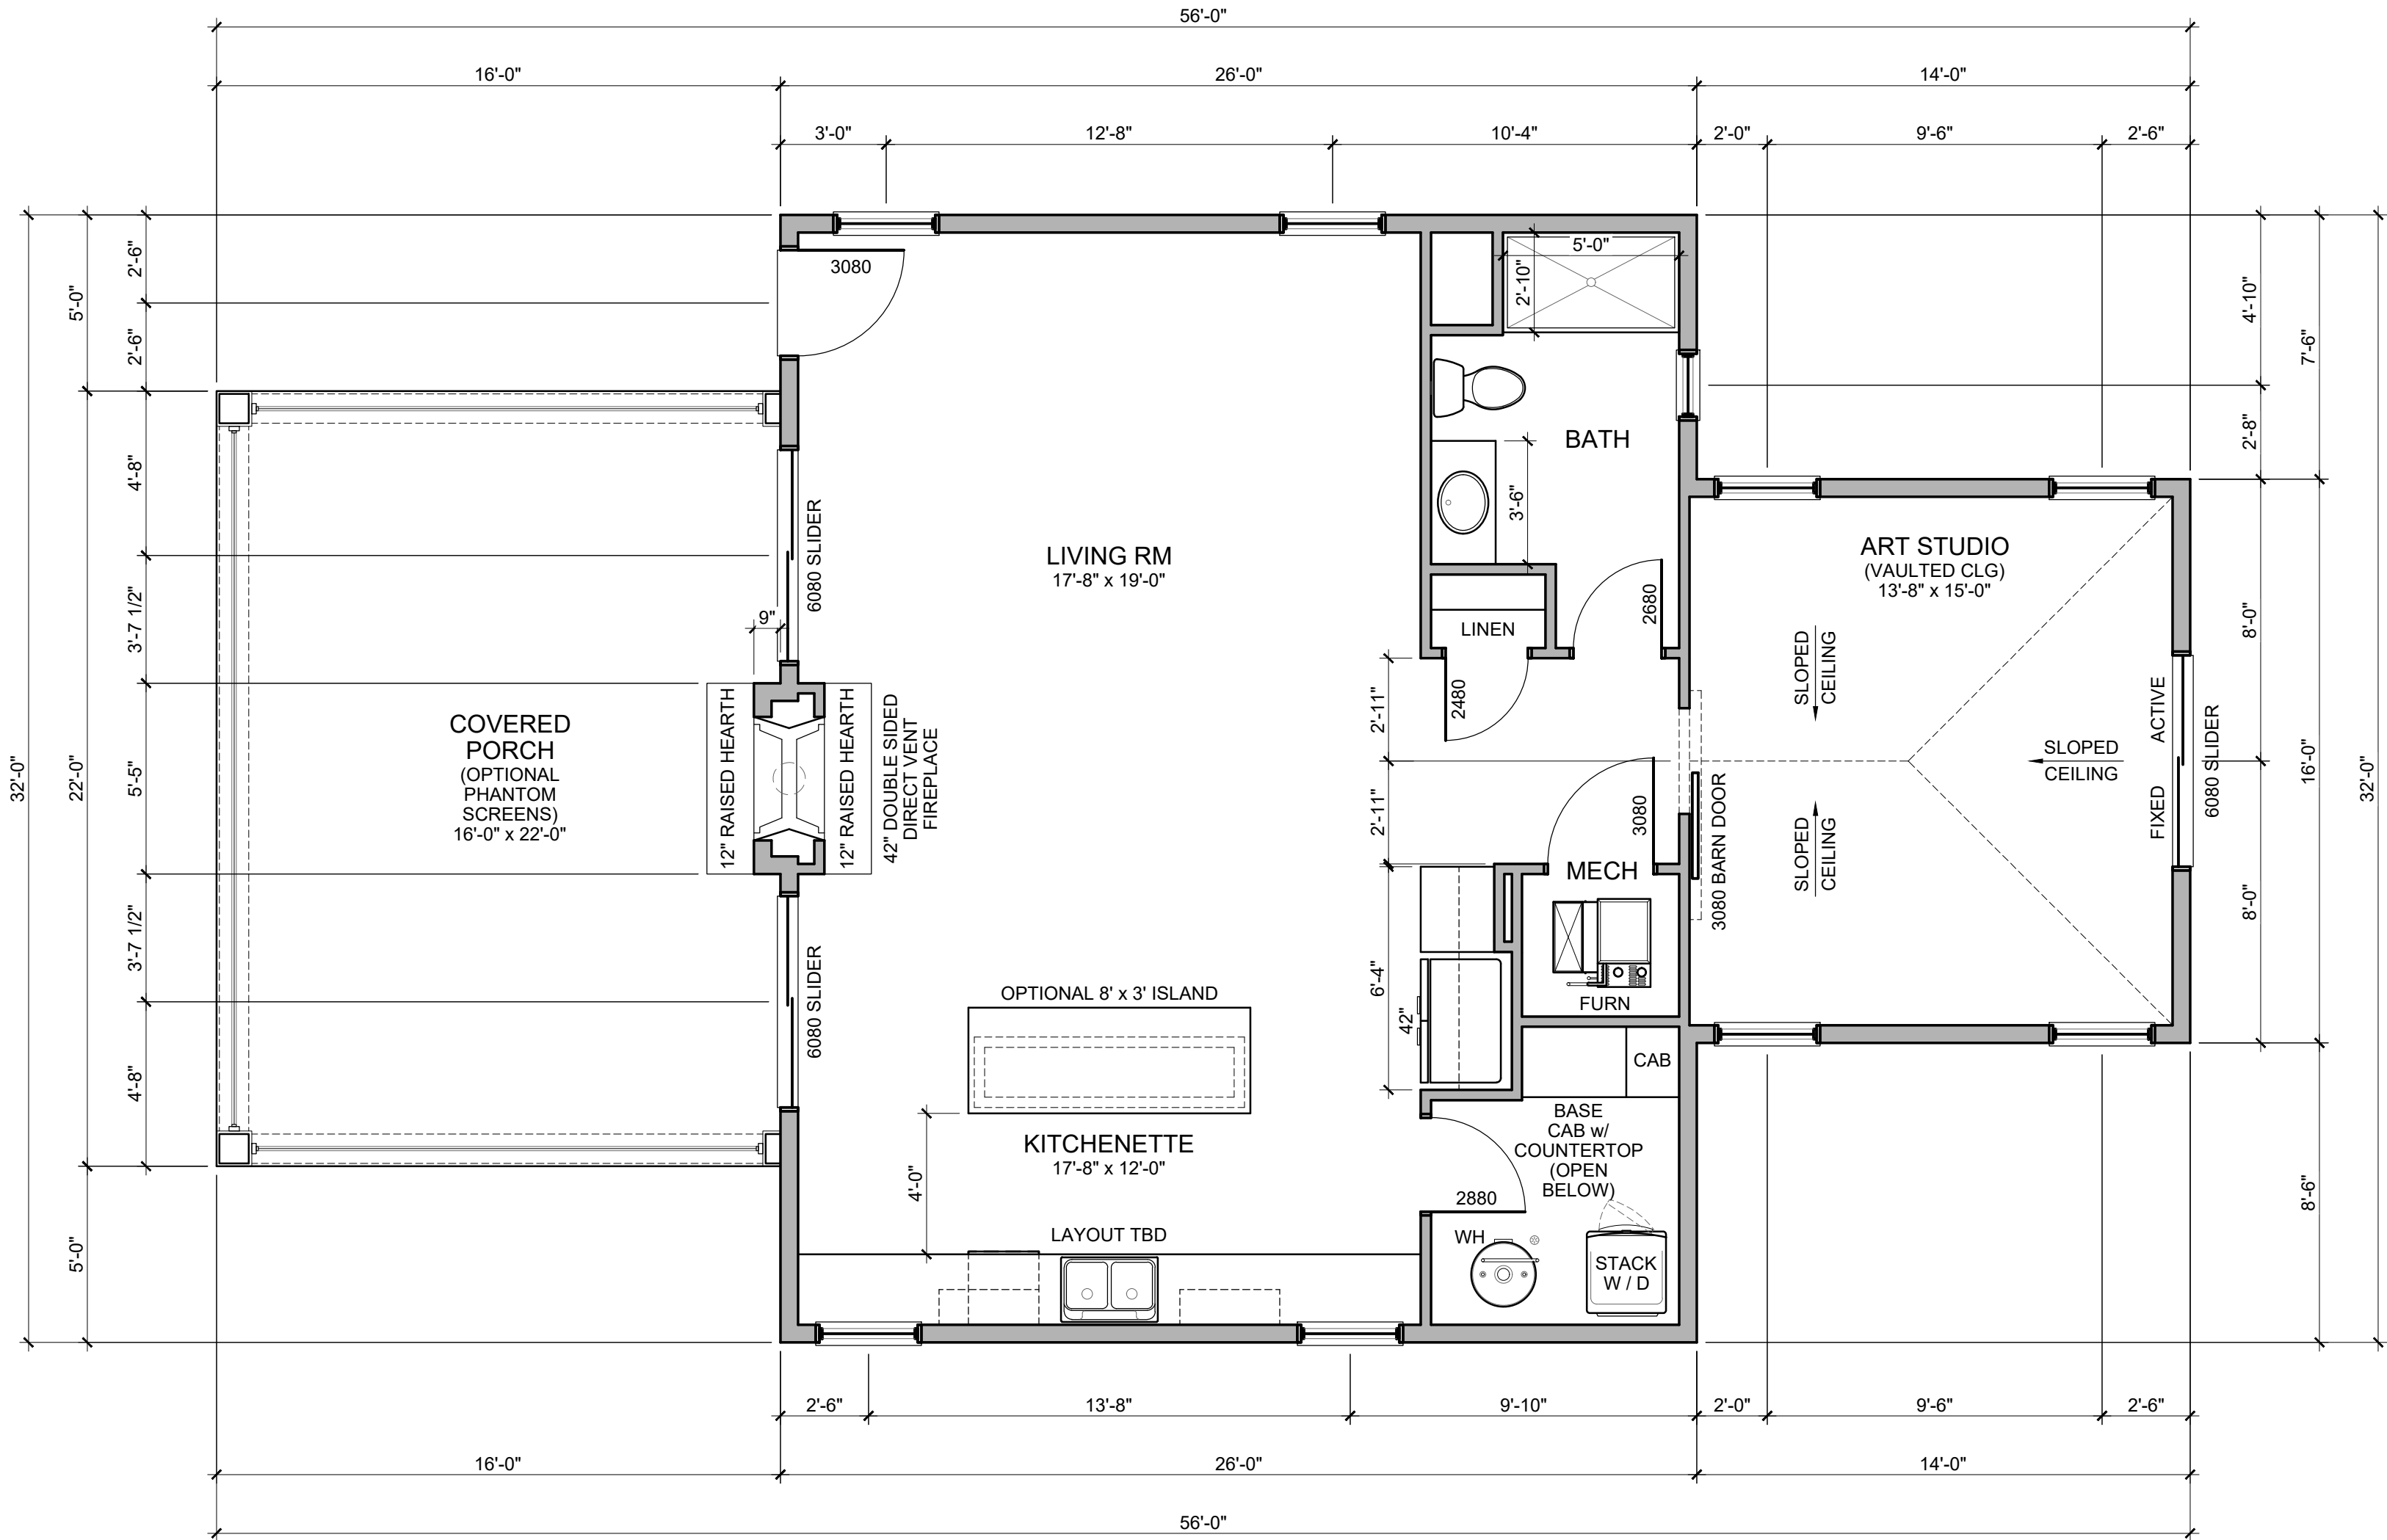 56'-0"
16'-0"
26'-0"
14'-0"
3'-0"
12'-8"
10'-4"
2'-0"
9'-6"
2'-6"
32'-0"
22'-0"
5'-0"
5'-0"
2'-6"
2'-6"
4'-8"
3'-7 1/2"
5'-5"
3'-7 1/2"
4'-8"
3080
5'-0"
2'-10"
BATH
3'-6"
6080 SLIDER
LIVING RM
17'-8" x 19'-0"
9"
LINEN
2680
2480
ART STUDIO
(VAULTED CLG)
13'-8" x 15'-0"
SLOPED
CEILING
SLOPED
CEILING
SLOPED
CEILING
ACTIVE
FIXED
6080 SLIDER
COVERED
PORCH
(OPTIONAL
PHANTOM
SCREENS)
16'-0" x 22'-0"
12" RAISED HEARTH
12" RAISED HEARTH
42" DOUBLE SIDED
DIRECT VENT
FIREPLACE
2'-11"
2'-11"
3080
3080 BARN DOOR
MECH
FURN
6'-4"
42"
6080 SLIDER
OPTIONAL 8' x 3' ISLAND
KITCHENETTE
17'-8" x 12'-0"
4'-0"
LAYOUT TBD
CAB
BASE
CAB w/
COUNTERTOP
(OPEN
BELOW)
2880
WH
STACK
W / D
4'-10"
2'-8"
8'-0"
8'-0"
7'-6"
16'-0"
8'-6"
32'-0"
2'-6"
13'-8"
9'-10"
2'-0"
9'-6"
2'-6"
16'-0"
26'-0"
14'-0"
56'-0"